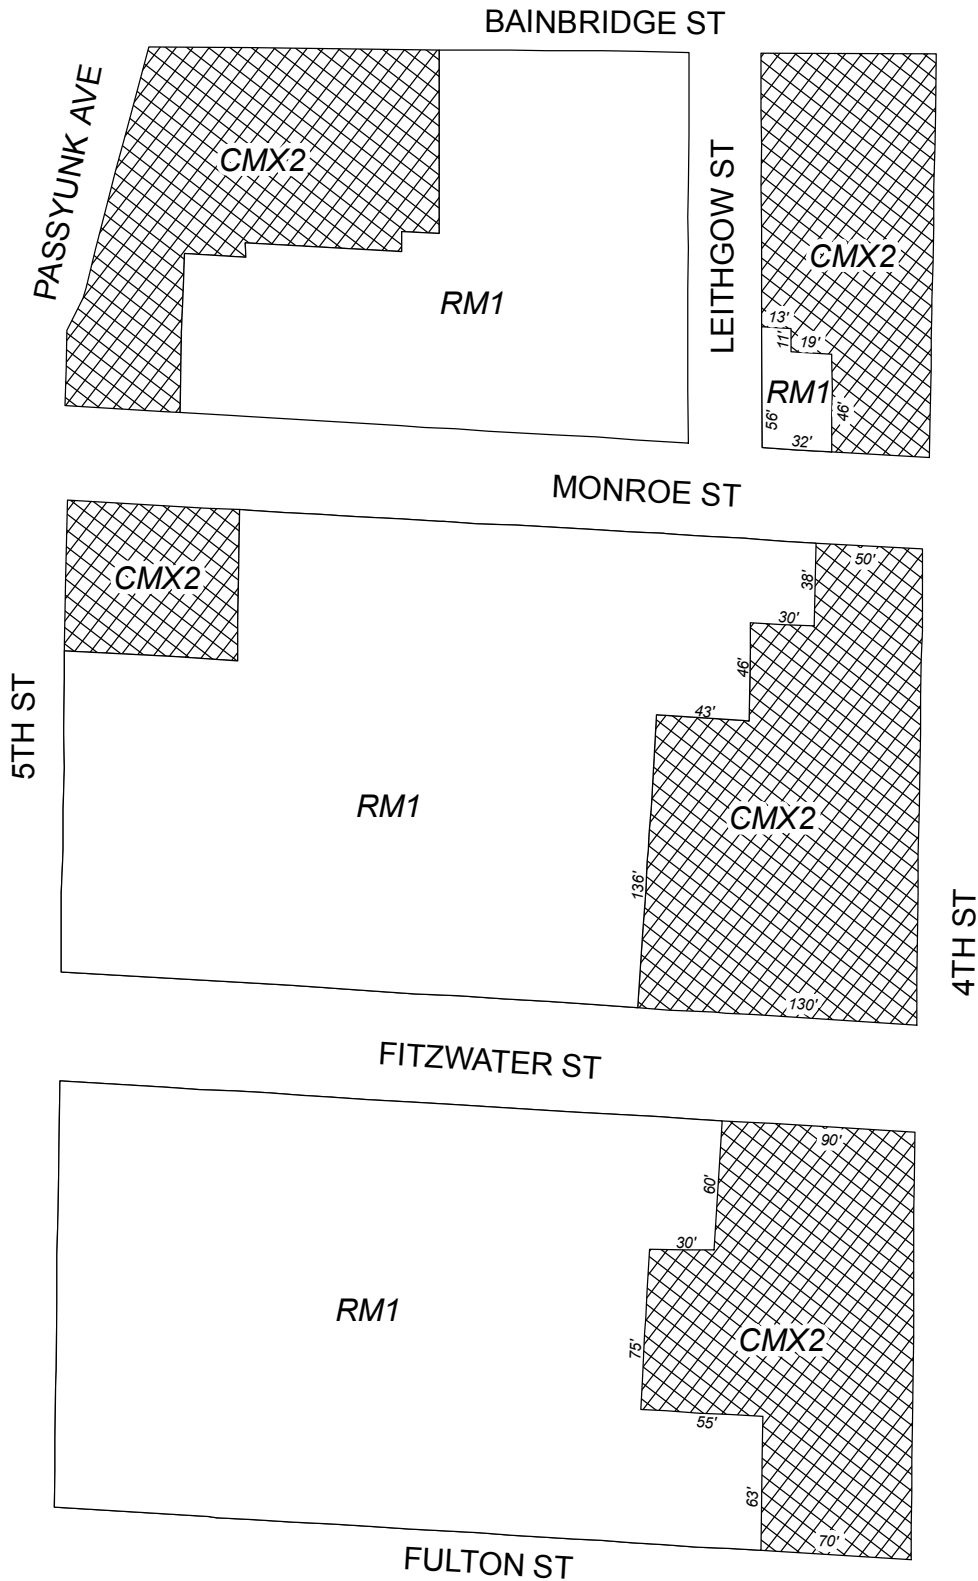 BAINBRIDGE ST
PASSYUNK AVE
CMX2
RM1
LEITHGOW ST
CMX2
13'
11'
19'
RM1
56'
46'
32'
MONROE ST
CMX2
50'
38'
30'
46'
43'
5TH ST
RM1
CMX2
136'
130'
4TH ST
FITZWATER ST
90'
60'
30'
RM1
CMX2
75'
55'
63'
70'
FULTON ST